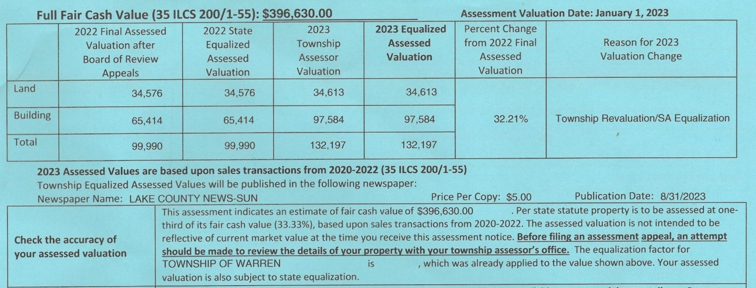 Full Fair Cash Value (35 ILCS 200/1-55): $396,630.00 Assessment Valuation Date: January 1, 2023
2022 Final Assessed Valuation after Board of Review Appeals
2022 State Equalized Assessed Valuation
2023 Township Assessor Valuation
2023 Equalized Assessed Valuation
Percent Change from 2022 Final Assessed Valuation
Reason for 2023 Valuation Change
Land 34,576 34,576 34,613 34,613
Building 65,414 65,414 97,584 97,584 32.21% Township Revaluation/SA Equalization
Total 99,990 99,990 132,197 132,197
2023 Assessed Values are based upon sales transactions from 2020-2022 (35 ILCS 200/1-55)
Township Equalized Assessed Values will be published in the following newspaper:
Newspaper Name: LAKE COUNTY NEWS-SUN Price Per Copy: $5.00 Publication Date: 8/31/2023
Check the accuracy of
your assessed valuation
This assessment indicates an estimate of fair cash value of $396,630.00 . Per state statute property is to be assessed at one-
third of its fair cash value (33.33%), based upon sales transactions from 2020-2022. The assessed valuation is not intended to be
reflective of current market value at the time you receive this assessment notice. Before filing an assessment appeal, an attempt
should be made to review the details of your property with your township assessor's office. The equalization factor for
TOWNSHIP OF WARREN is , which was already applied to the value shown above. Your assessed
valuation is also subject to state equalization.